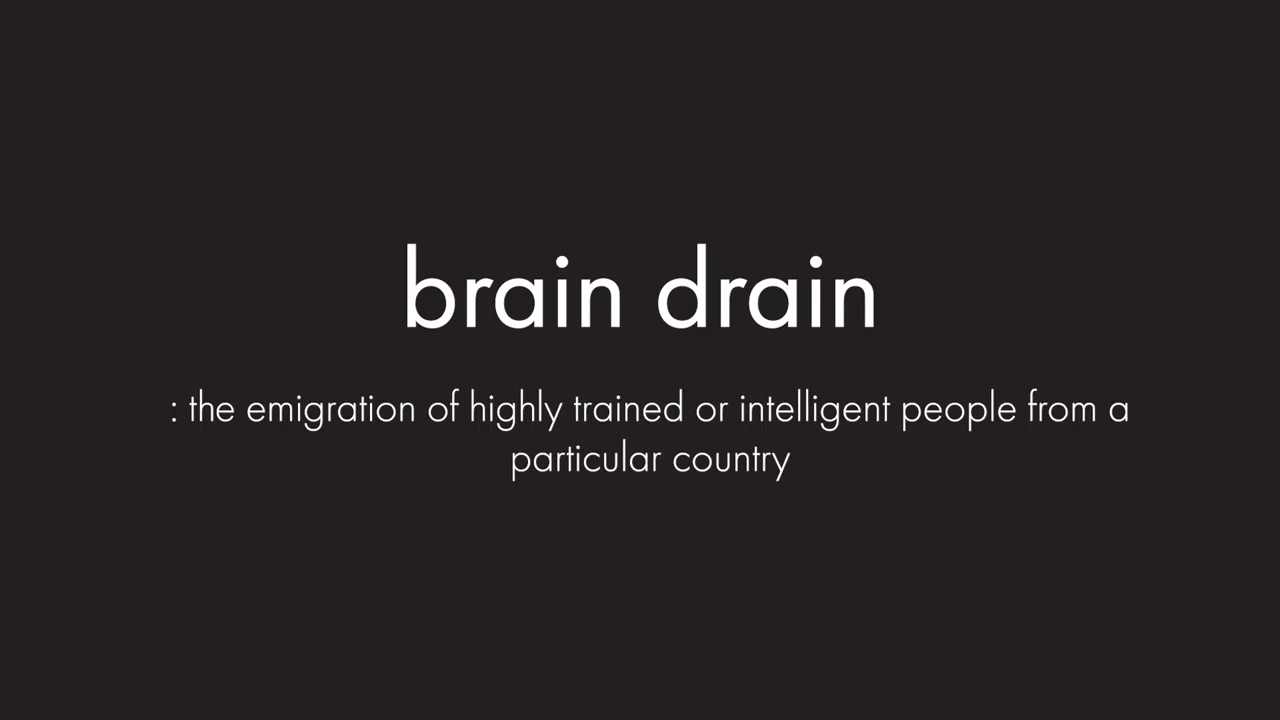 brain drain
: the emigration of highly trained or intelligent people from a
particular country